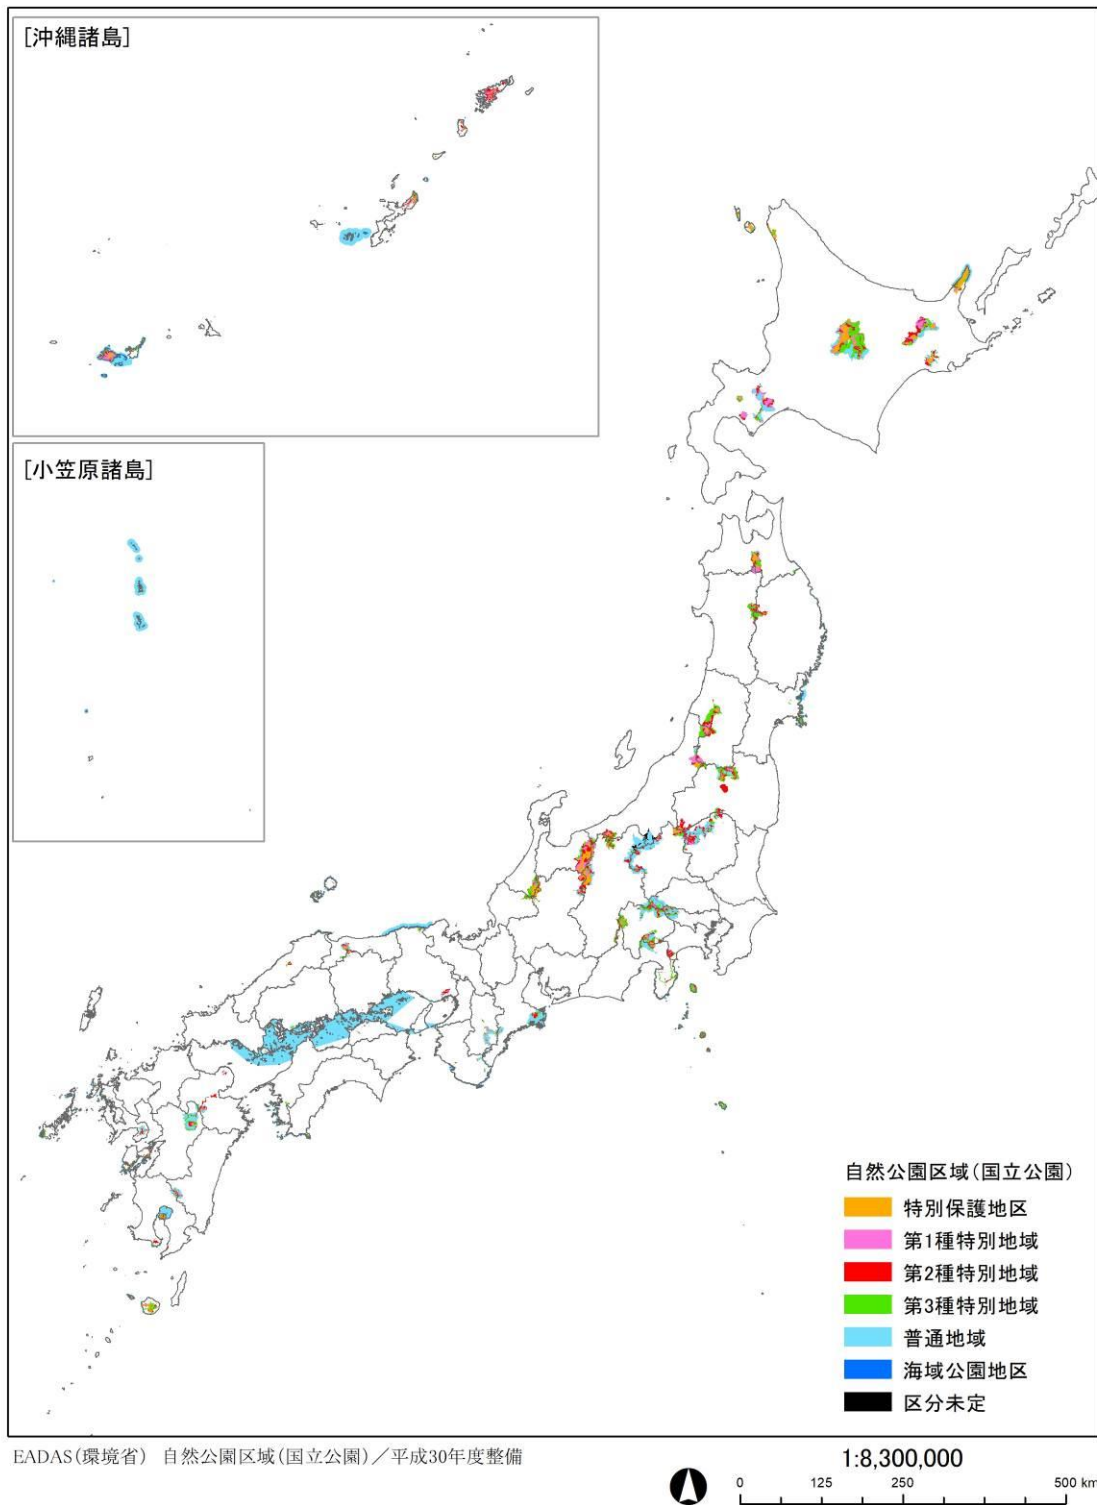 [沖縄諸島]
[小笠原諸島]
自然公園区域(国立公園)
特別保護地区
第1種特別地域
第2種特別地域
第3種特別地域
普通地域
海域公園地区
区分未定
EADAS(環境省) 自然公園区域(国立公園)／平成30年度整備
1:8,300,000
0 125 250 500 km